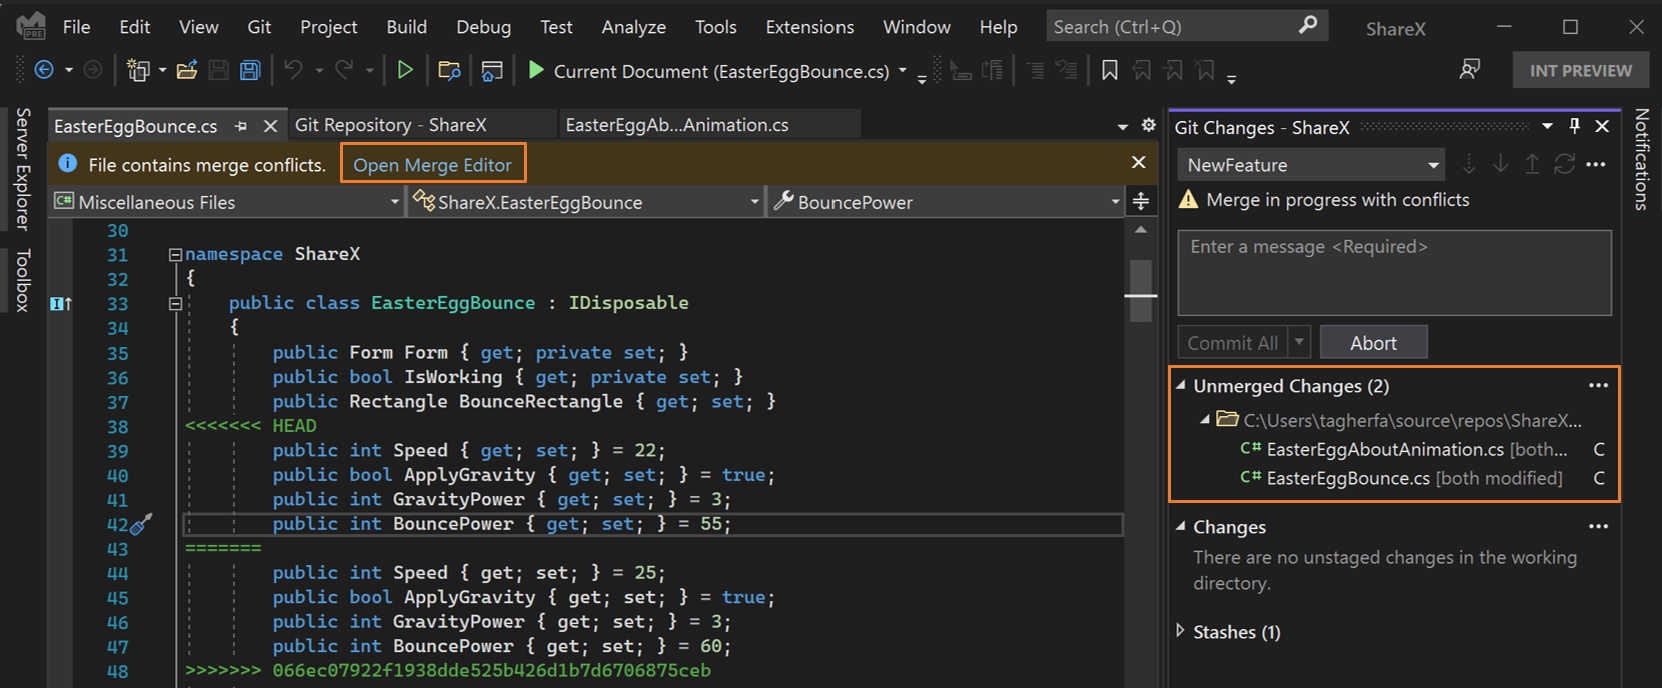 File Edit View Git Project Build Debug Test Analyze Tools Extensions Window Help Search (Ctrl+Q) ShareX
PRE
Current Document (EasterEggBounce.cs) INT PREVIEW
Server Explorer
Toolbox
EasterEggBounce.cs Git Repository - ShareX EasterEggAb...Animation.cs
File contains merge conflicts. Open Merge Editor
C# Miscellaneous Files ShareX.EasterEggBounce BouncePower
30
31 namespace ShareX
32 {
33 public class EasterEggBounce : IDisposable
34 {
35 public Form Form { get; private set; }
36 public bool IsWorking { get; private set; }
37 public Rectangle BounceRectangle { get; set; }
38 <<<<<<< HEAD
39 public int Speed { get; set; } = 22;
40 public bool ApplyGravity { get; set; } = true;
41 public int GravityPower { get; set; } = 3;
42 public int BouncePower { get; set; } = 55;
43 =======
44 public int Speed { get; set; } = 25;
45 public bool ApplyGravity { get; set; } = true;
46 public int GravityPower { get; set; } = 3;
47 public int BouncePower { get; set; } = 60;
48 >>>>>>> 066ec07922f1938dde525b426d1b7d6706875ceb
Git Changes - ShareX
NewFeature
Merge in progress with conflicts
Enter a message <Required>
Commit All Abort
Unmerged Changes (2)
C:\Users\tagherfa\source\repos\ShareX...
C# EasterEggAboutAnimation.cs [both... C
C# EasterEggBounce.cs [both modified] C
Changes
There are no unstaged changes in the working
directory.
Stashes (1)
Notifications